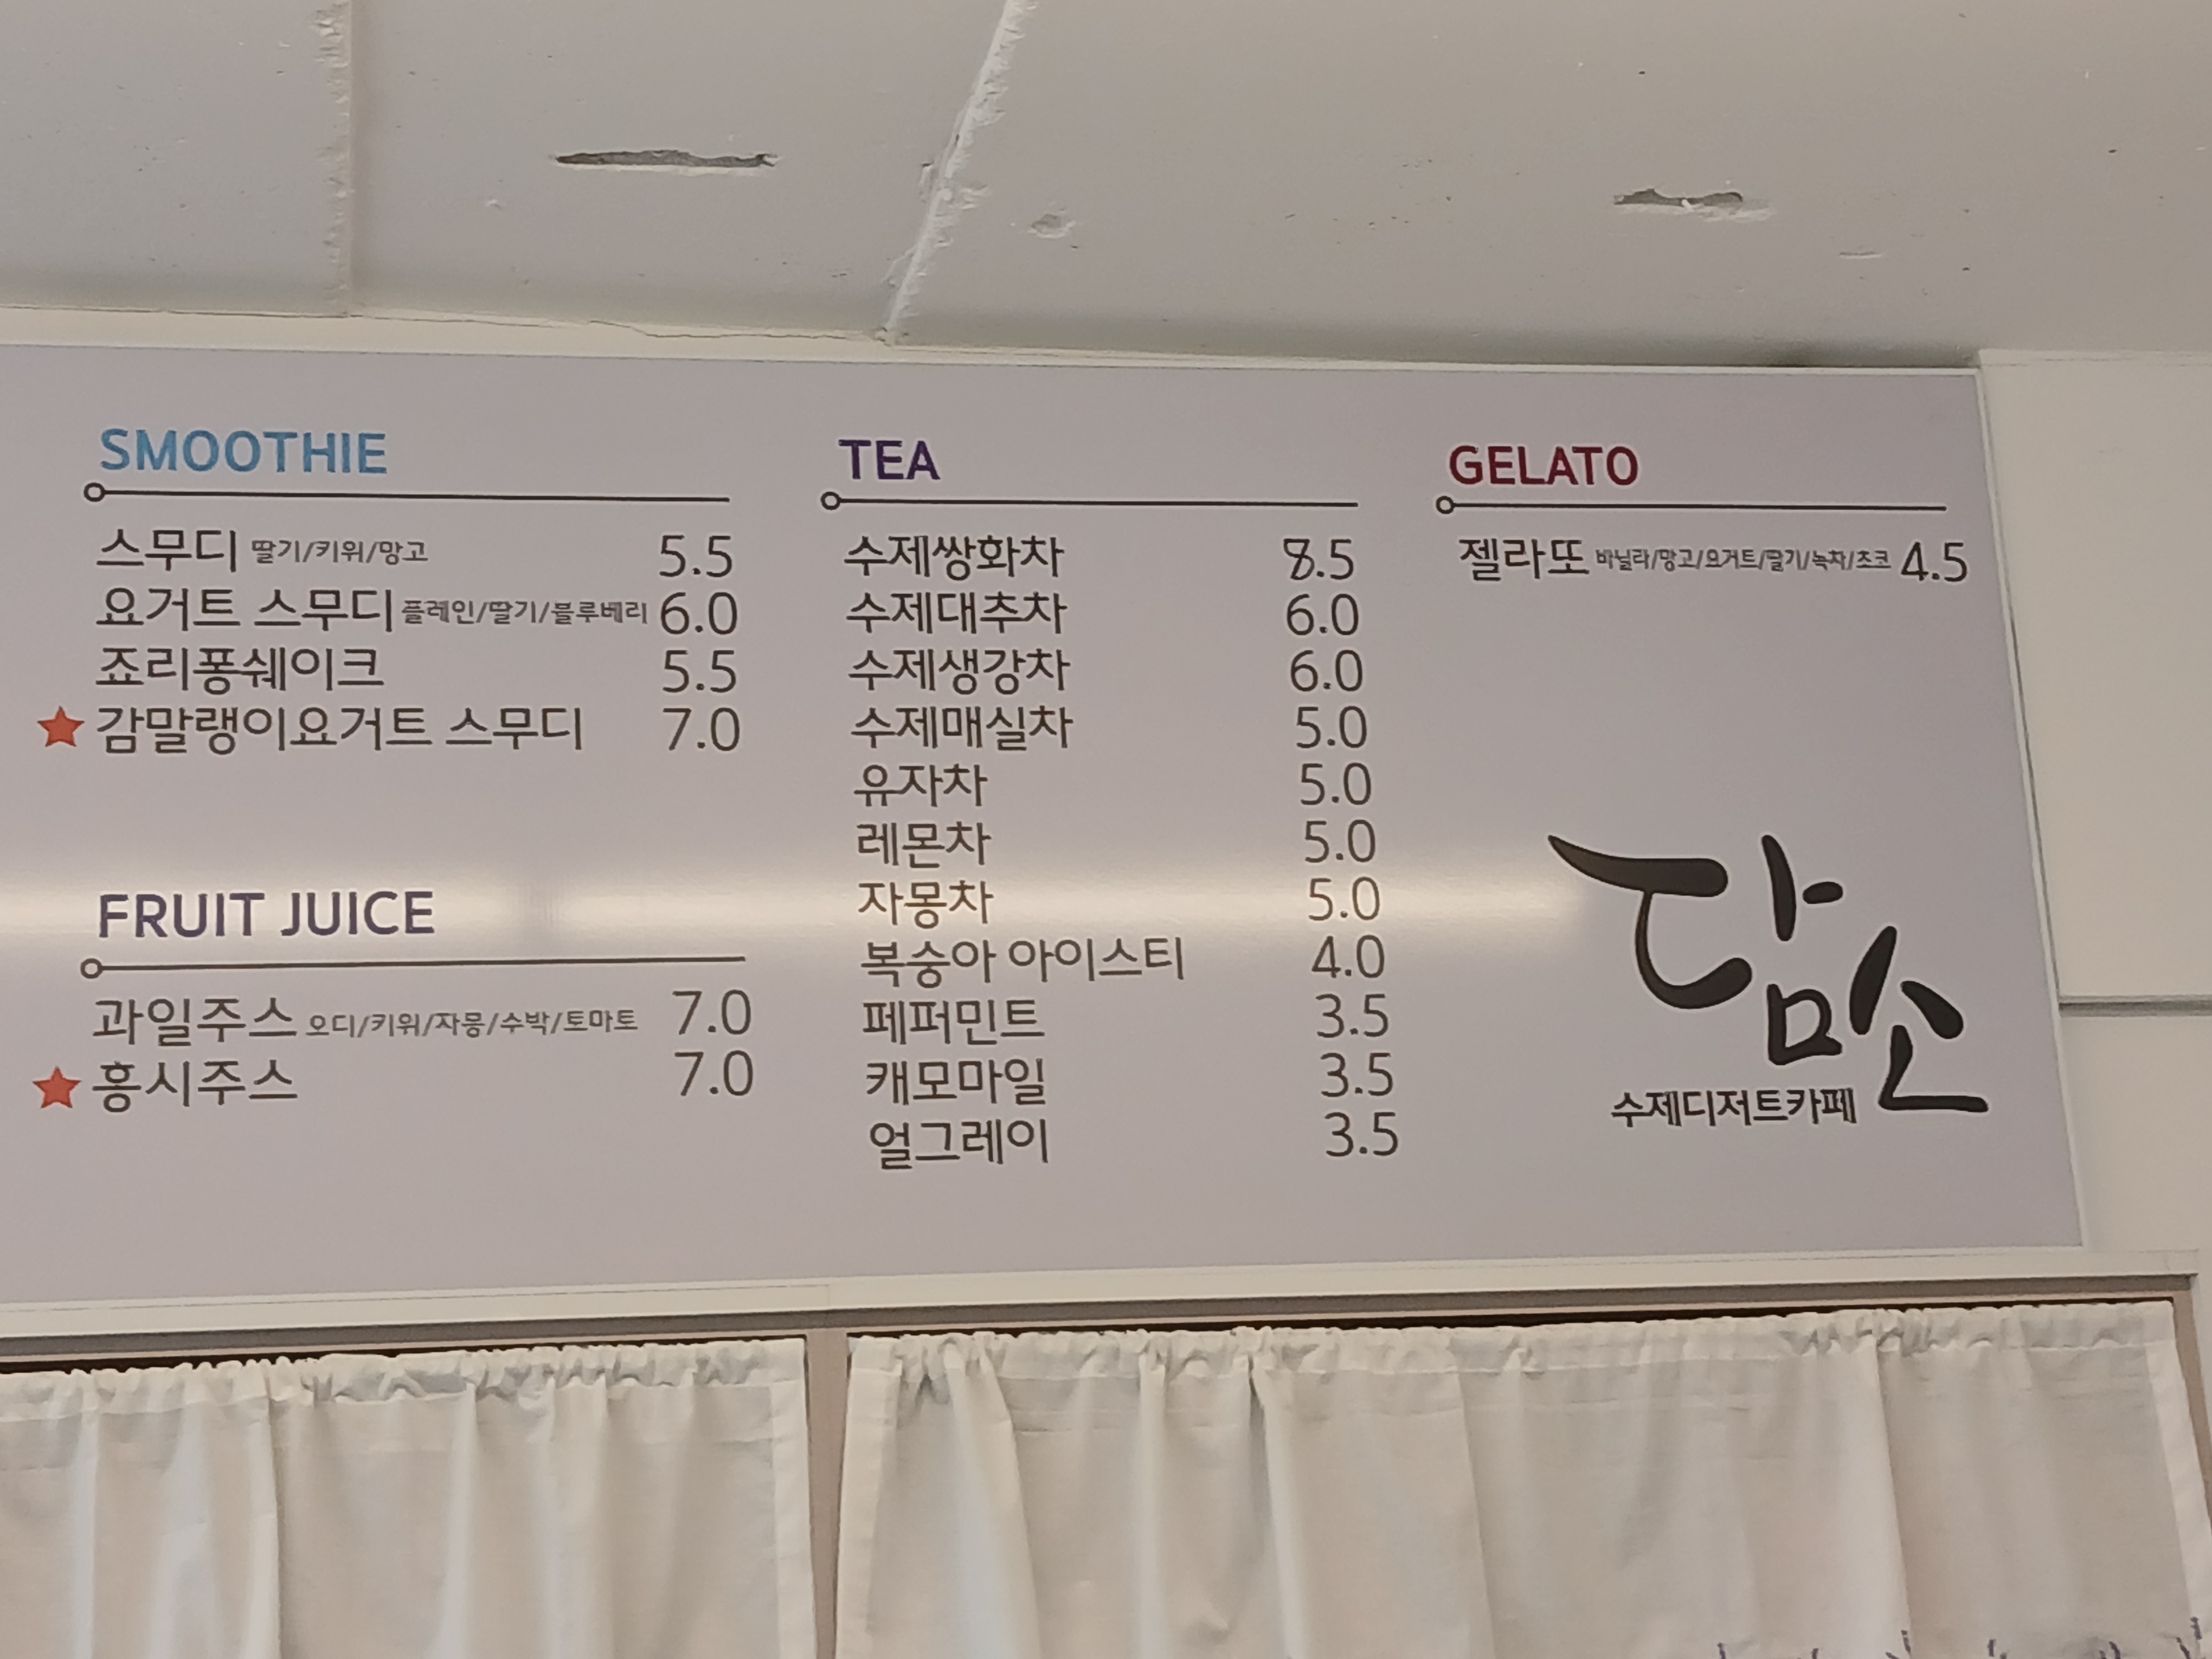 SMOOTHIE
스무디 딸기/키위/망고 5.5
요거트 스무디 플레인/딸기/블루베리 6.0
죠리퐁쉐이크 5.5
감말랭이요거트 스무디 7.0
FRUIT JUICE
과일주스 오디/키위/자몽/수박/토마토 7.0
홍시주스 7.0
TEA
수제쌍화차 8.5
수제대추차 6.0
수제생강차 6.0
수제매실차 5.0
유자차 5.0
레몬차 5.0
자몽차 5.0
복숭아 아이스티 4.0
페퍼민트 3.5
캐모마일 3.5
얼그레이 3.5
GELATO
젤라또 바닐라/망고/요거트/딸기/녹차/초코 4.5
담소
수제디저트카페